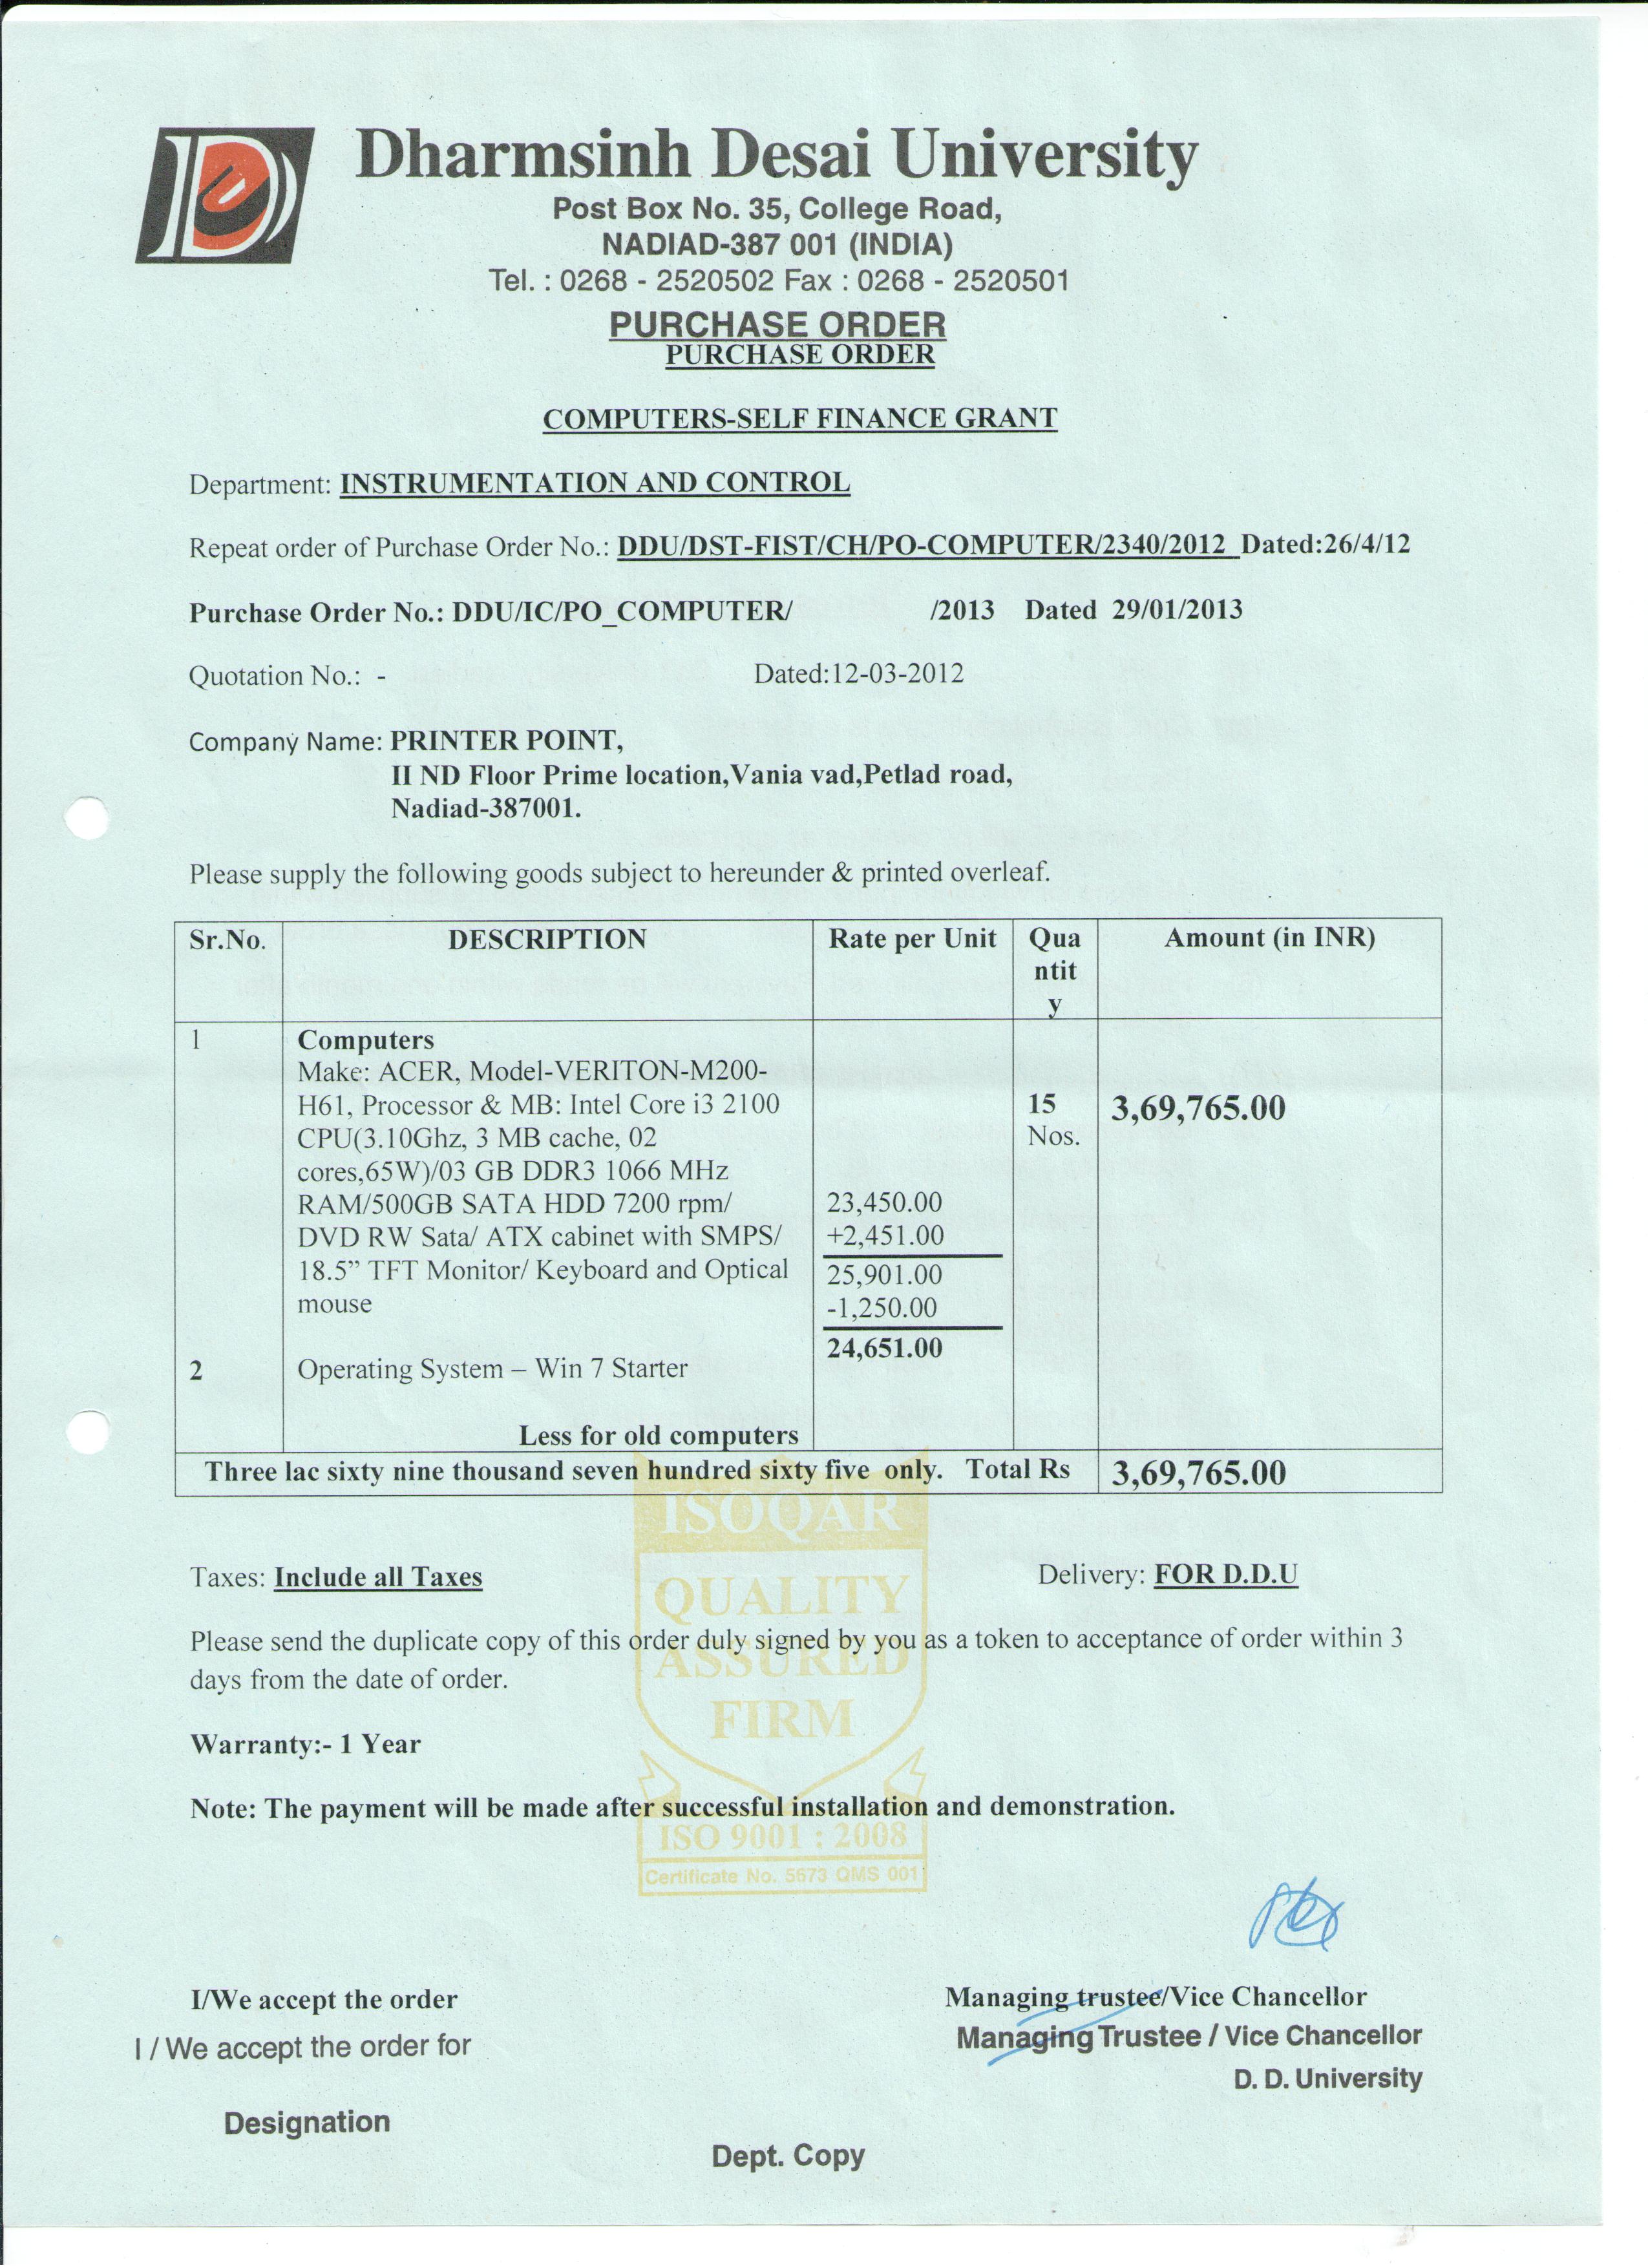 Dharmsinh Desai University
Post Box No. 35, College Road,
NADIAD-387 001 (INDIA)
Tel. : 0268 - 2520502 Fax : 0268 - 2520501
PURCHASE ORDER
PURCHASE ORDER
COMPUTERS-SELF FINANCE GRANT
Department: INSTRUMENTATION AND CONTROL
Repeat order of Purchase Order No.: DDU/DST-FIST/CH/PO-COMPUTER/2340/2012 Dated:26/4/12
Purchase Order No.: DDU/IC/PO_COMPUTER/ /2013 Dated 29/01/2013
Quotation No.: - Dated:12-03-2012
Company Name: PRINTER POINT,
II ND Floor Prime location,Vania vad,Petlad road,
Nadiad-387001.
Please supply the following goods subject to hereunder & printed overleaf.
Sr.No. DESCRIPTION Rate per Unit Qua Amount (in INR)
ntit
y
1 Computers
Make: ACER, Model-VERITON-M200-
H61, Processor & MB: Intel Core i3 2100 15 3,69,765.00
CPU(3.10Ghz, 3 MB cache, 02 Nos.
cores,65W)/03 GB DDR3 1066 MHz
RAM/500GB SATA HDD 7200 rpm/ 23,450.00
DVD RW Sata/ ATX cabinet with SMPS/ +2,451.00
18.5” TFT Monitor/ Keyboard and Optical 25,901.00
mouse -1,250.00
24,651.00
2 Operating System – Win 7 Starter
Less for old computers
Three lac sixty nine thousand seven hundred sixty five only. Total Rs 3,69,765.00
ISOQAR
Taxes: Include all Taxes Delivery: FOR D.D.U
QUALITY
Please send the duplicate copy of this order duly signed by you as a token to acceptance of order within 3
ASSURED
days from the date of order.
FIRM
Warranty:- 1 Year
Note: The payment will be made after successful installation and demonstration.
ISO 9001 : 2008
Certificate No. 5673 QMS 001
I/We accept the order Managing trustee/Vice Chancellor
I / We accept the order for Managing Trustee / Vice Chancellor
D. D. University
Designation
Dept. Copy